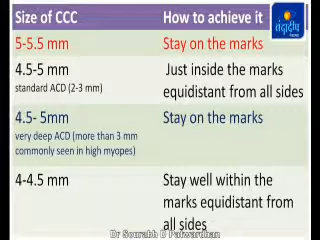 Size of CCC How to achieve it
5-5.5 mm Stay on the marks
4.5-5 mm Just inside the marks
standard ACD (2-3 mm) equidistant from all sides
4.5- 5mm Stay on the marks
very deep ACD (more than 3 mm
commonly seen in high myopes)
4-4.5 mm Stay well within the
marks equidistant from
all sides
Dr Sourabh D Patwardhan